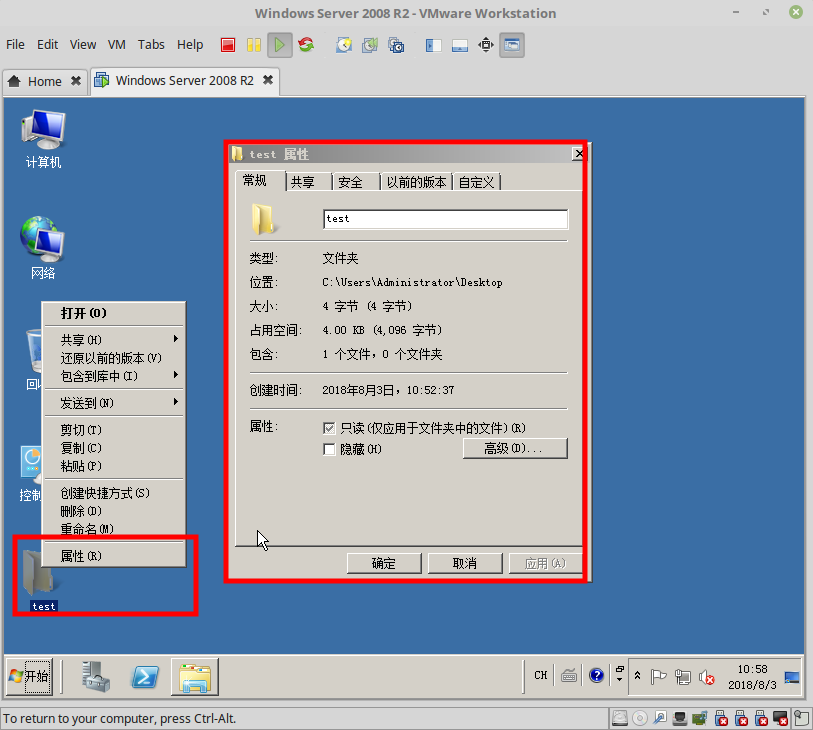 Windows Server 2008 R2 - VMware Workstation
File Edit View VM Tabs Help
Home
Windows Server 2008 R2
计算机
网络
回
控制
test
打开(O)
共享(H)
还原以前的版本(V)
包含到库中(I)
发送到(N)
剪切(T)
复制(C)
粘贴(P)
创建快捷方式(S)
删除(D)
重命名(M)
属性(R)
test 属性
常规 共享 安全 以前的版本 自定义
test
类型: 文件夹
位置: C:\Users\Administrator\Desktop
大小: 4 字节 (4 字节)
占用空间: 4.00 KB (4,096 字节)
包含: 1 个文件，0 个文件夹
创建时间: 2018年8月3日，10:52:37
属性: 只读(仅应用于文件夹中的文件)(R)
隐藏(H) 高级(D)...
确定 取消 应用(A)
开始
CH
10:58
2018/8/3
To return to your computer, press Ctrl-Alt.